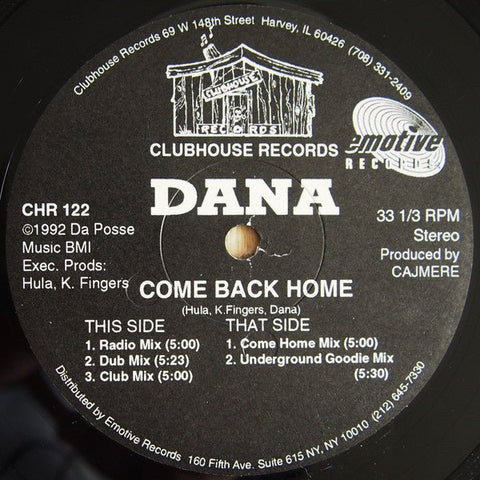 Clubhouse Records 69 W 148th Street Harvey, IL 60426 (708) 331-2409
CLUBHOUSE
RECORDS
CLUBHOUSE RECORDS
emotive
RECORDS
DANA
CHR 122
©1992 Da Posse
Music BMI
Exec. Prods:
Hula, K. Fingers
33 1/3 RPM
Stereo
Produced by
CAJMERE
COME BACK HOME
(Hula, K.Fingers, Dana)
THIS SIDE
1. Radio Mix (5:00)
2. Dub Mix (5:23)
3. Club Mix (5:00)
THAT SIDE
1. Come Home Mix (5:00)
2. Underground Goodie Mix
(5:30)
Distributed by Emotive Records 160 Fifth Ave. Suite 615 NY, NY 10010 (212) 645-7330